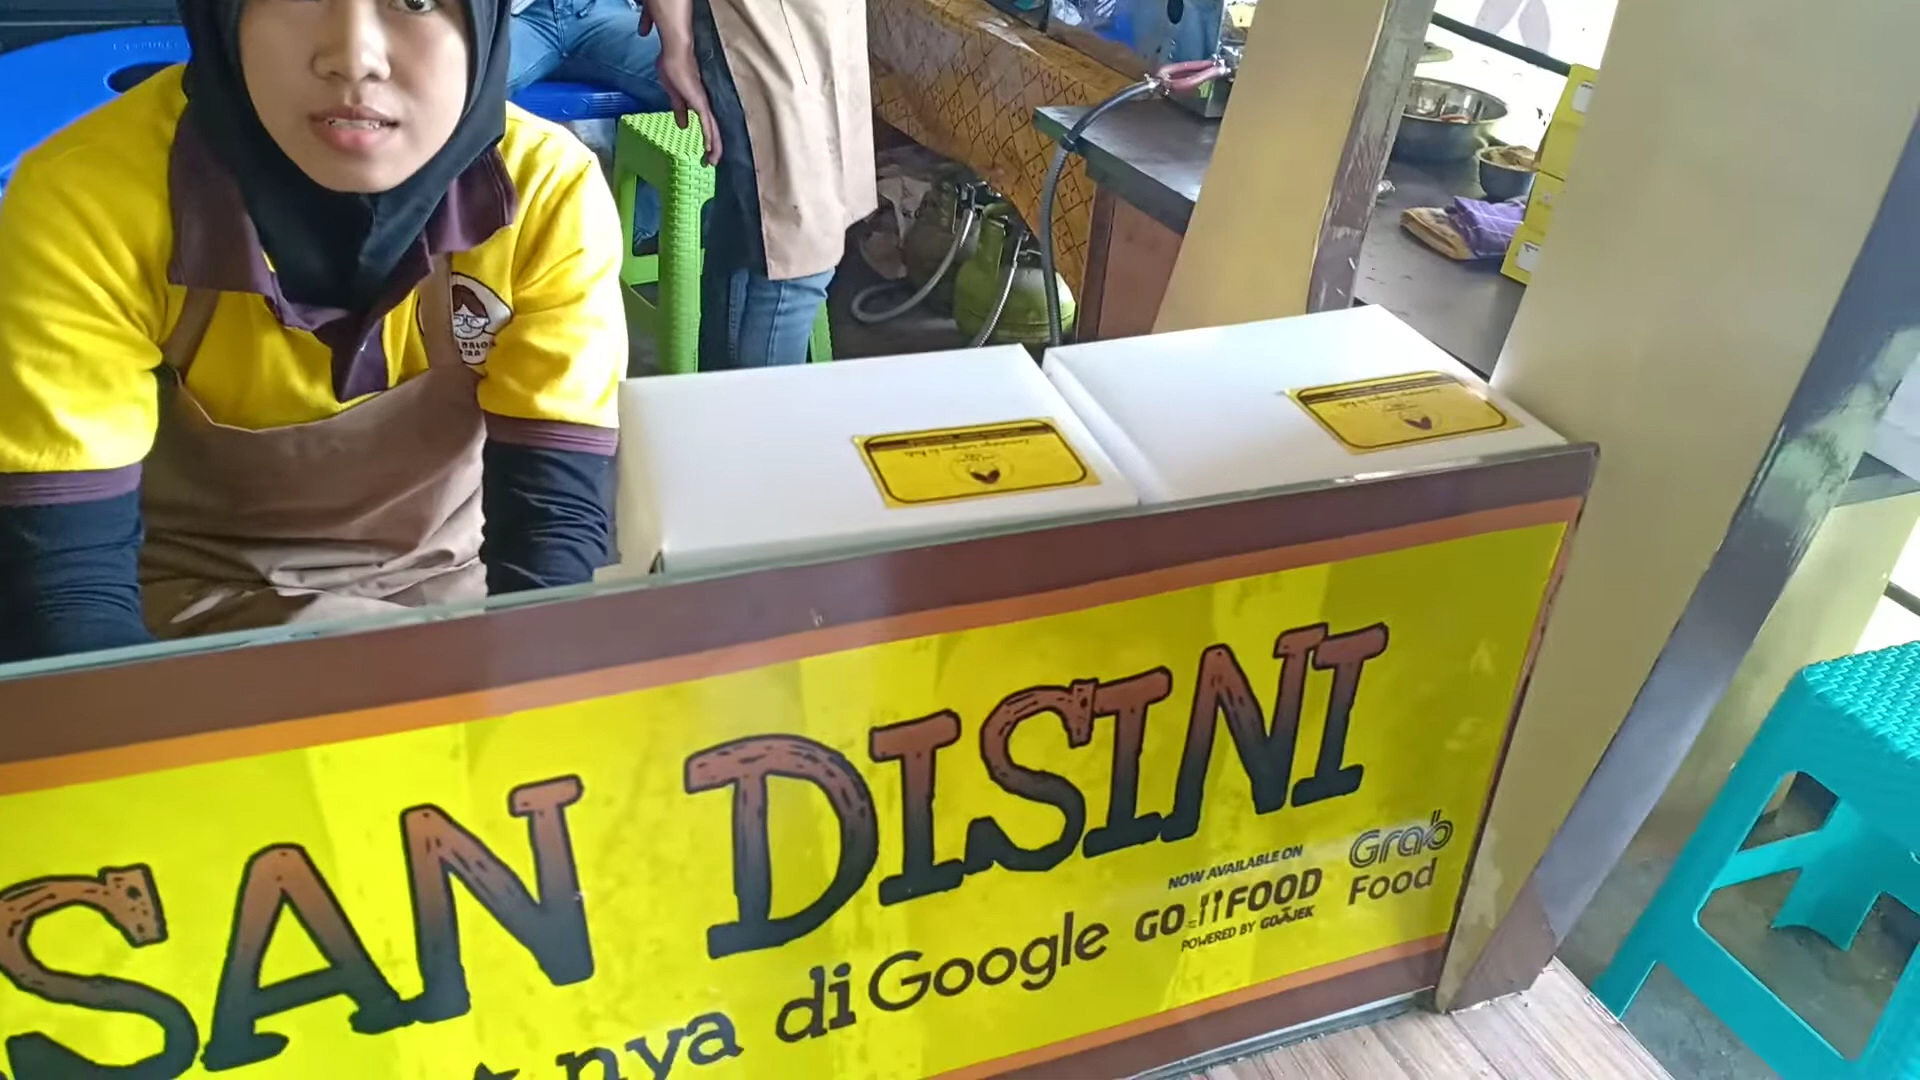 SAN DISINI
nya di Google
NOW AVAILABLE ON
GO FOOD
POWERED BY GOJEK
Grab
Food